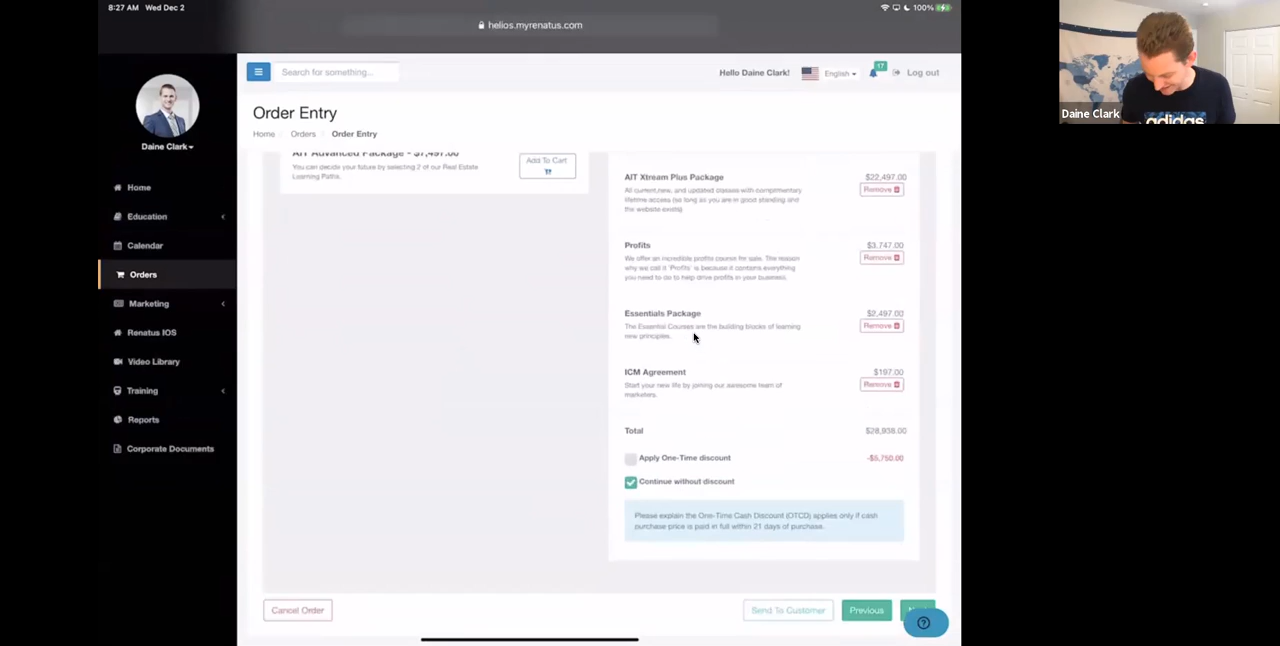 8:27 AM Wed Dec 2
100%
helios.myrenatus.com
Search for something...
Hello Daine Clark!
English
17
Log out
Daine Clark
adidas
Daine Clark
Order Entry
Home
Orders
Order Entry
Home
Education
Calendar
Orders
Marketing
Renatus IOS
Video Library
Training
Reports
Corporate Documents
AIT Advanced Package - $7,497.00
You can decide your future by selecting 2 of our Real Estate
Learning Paths.
Add To Cart
AIT Xtream Plus Package
$22,497.00
All current,new, and updated classes with complimentary
lifetime access (so long as you are in good standing and
the website exists)
Remove
Profits
$3,747.00
We offer an incredible profits course for sale. The reason
why we call it 'Profits' is because it contains everything
you need to do to help drive profits in your business.
Remove
Essentials Package
$2,497.00
The Essential Courses are the building blocks of learning
new principles.
Remove
ICM Agreement
$197.00
Start your new life by joining our awesome team of
marketers.
Remove
Total
$28,938.00
Apply One-Time discount
-$5,750.00
Continue without discount
Please explain the One-Time Cash Discount (OTCD) applies only if cash
purchase price is paid in full within 21 days of purchase.
Cancel Order
Send To Customer
Previous